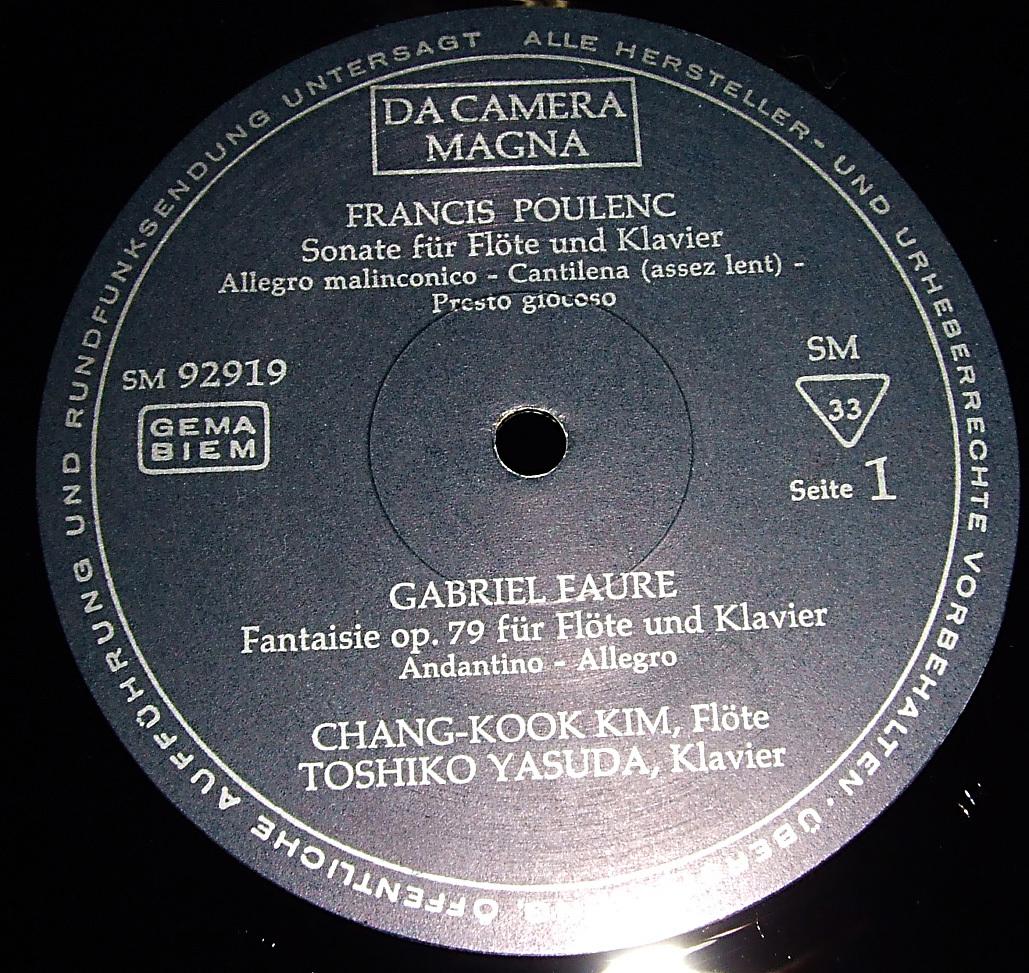 ALLE HERSTELLER- UND URHEBERRECHTE VORBEHALTEN · ÖFFENTLICHE AUFFÜHRUNG UND RUNDFUNKSENDUNG UNTERSAGT
DA CAMERA
MAGNA
FRANCIS POULENC
Sonate für Flöte und Klavier
Allegro malinconico - Cantilena (assez lent) -
Presto giocoso
SM 92919
GEMA
BIEM
SM
33
Seite 1
GABRIEL FAURE
Fantaisie op. 79 für Flöte und Klavier
Andantino - Allegro
CHANG-KOOK KIM, Flöte
TOSHIKO YASUDA, Klavier